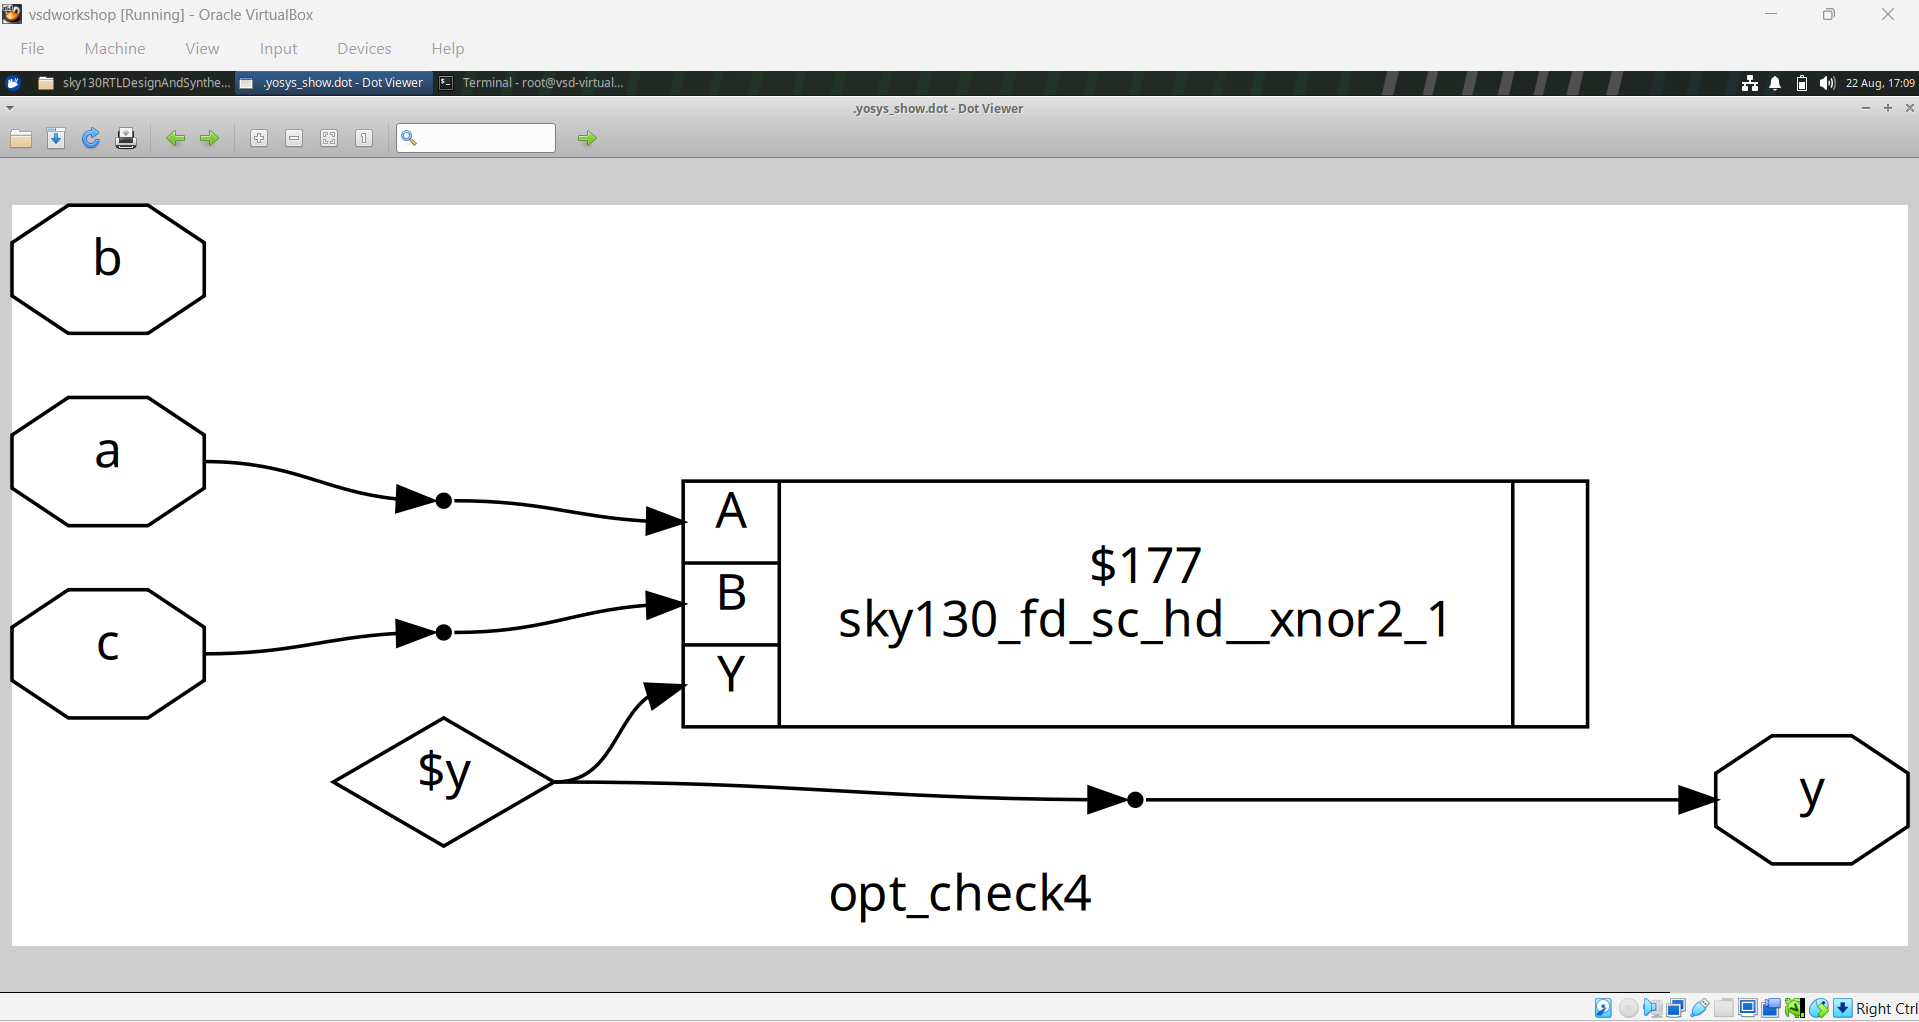 vsdworkshop [Running] - Oracle VirtualBox
File Machine View Input Devices Help
sky130RTLDesignAndSynthe... .yosys_show.dot - Dot Viewer Terminal - root@vsd-virtual... 22 Aug, 17:09
.yosys_show.dot - Dot Viewer
b
a
A
$177
B
sky130_fd_sc_hd__xnor2_1
c
Y
$y
y
opt_check4
Right Ctrl